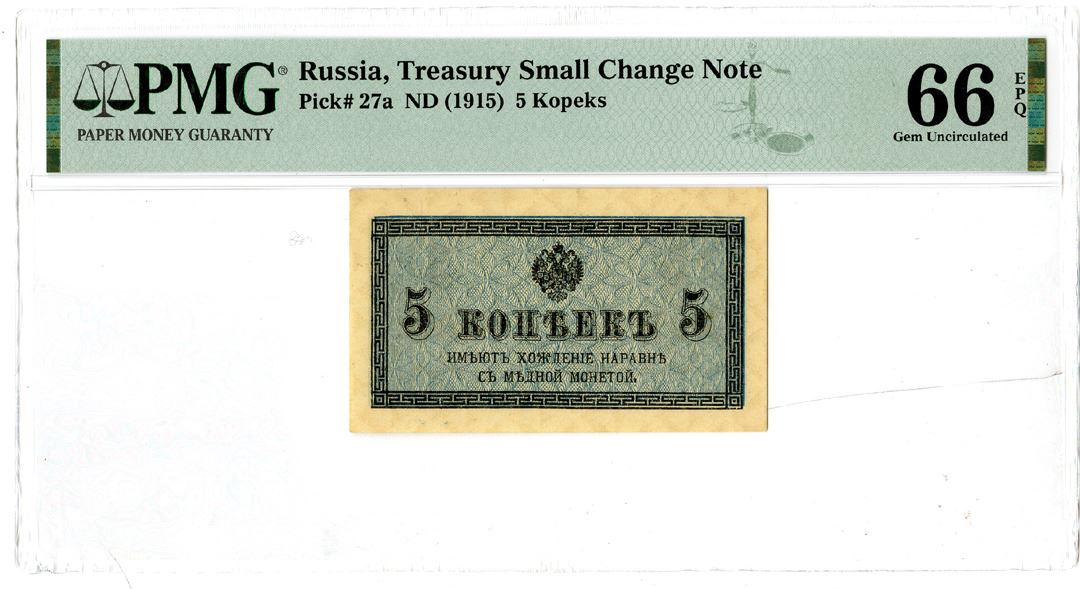 PMG®
PAPER MONEY GUARANTY
Russia, Treasury Small Change Note
Pick# 27a ND (1915) 5 Kopeks
66 EPQ
Gem Uncirculated
5 КОПѢЕКЪ 5
ИМѢЮТЪ ХОЖДЕНІЕ НАРАВНѢ
СЪ МѢДНОЙ МОНЕТОЙ.